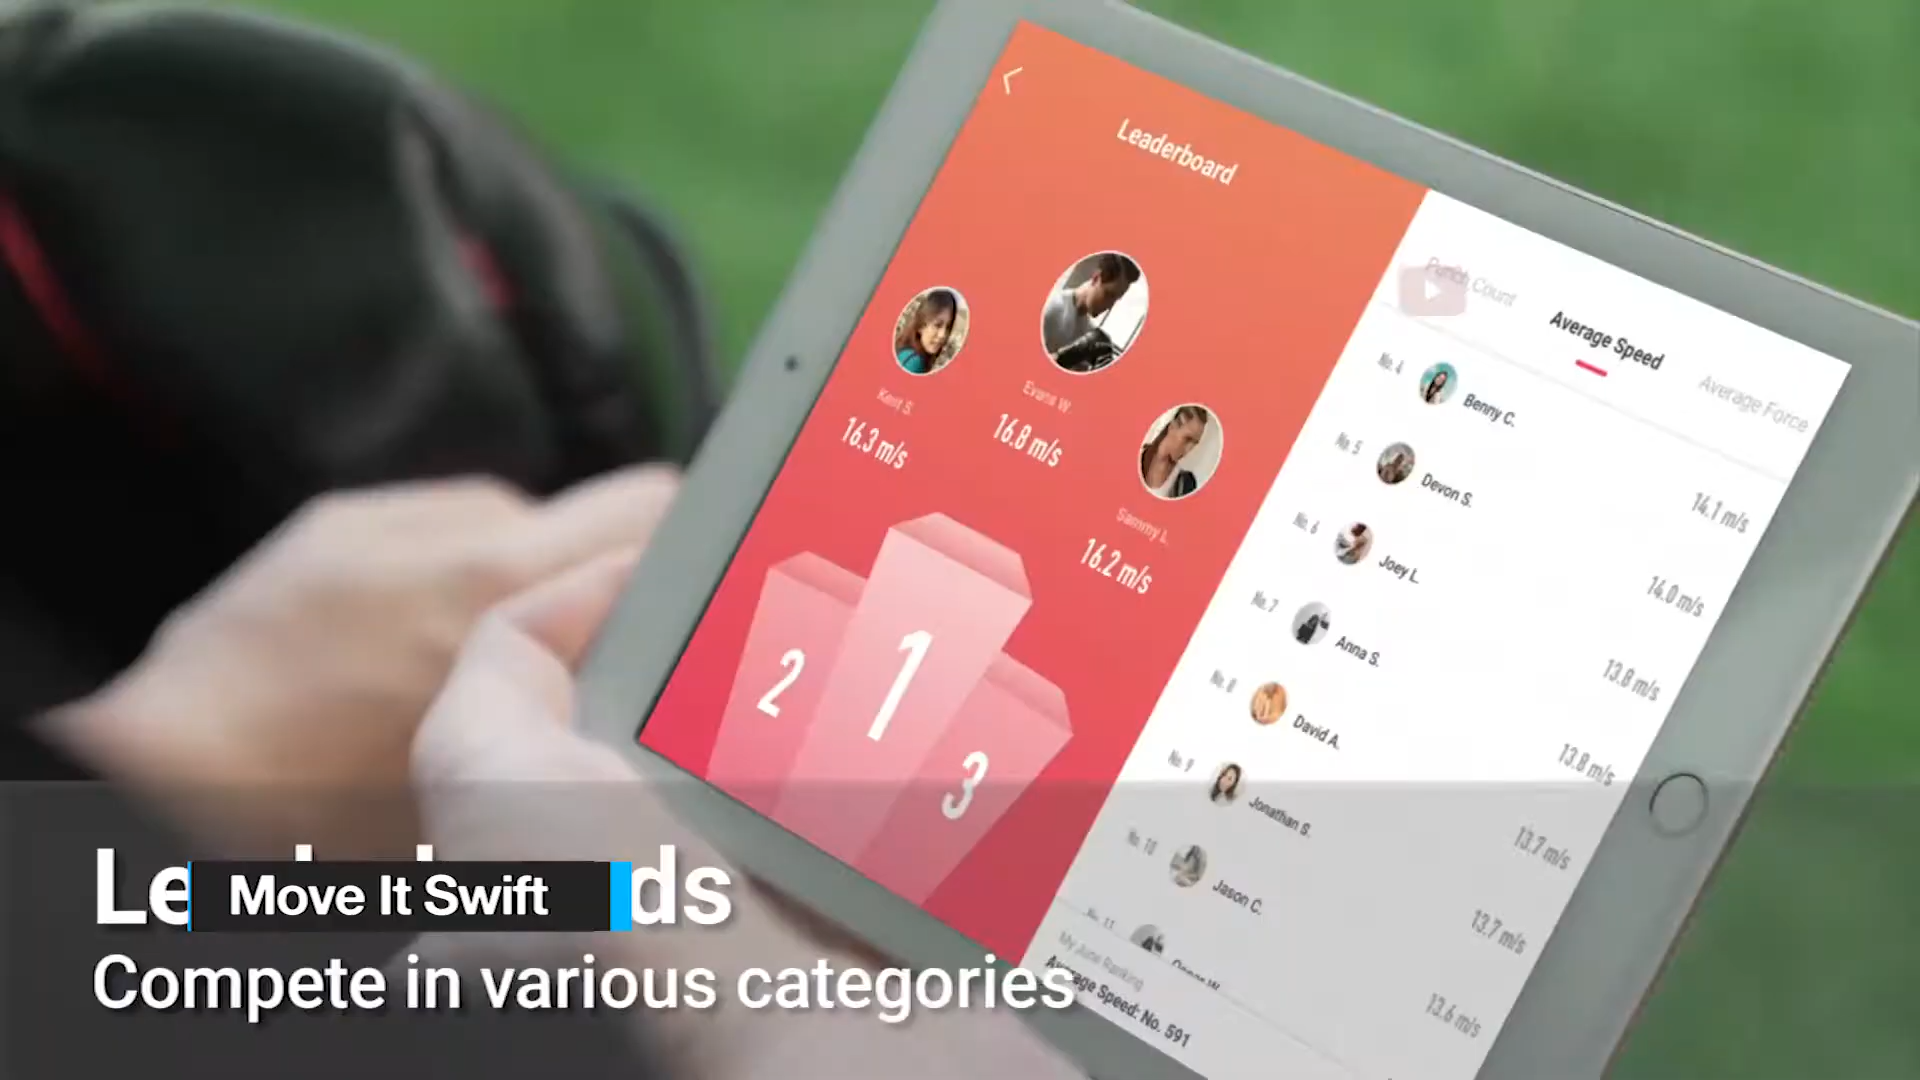 Leaderboard
Kent S.
16.3 m/s
Evans W.
16.8 m/s
Sammy L.
16.2 m/s
2
1
3
Punch Count
Average Speed
Average Force
No. 4 Benny C. 14.1 m/s
No. 5 Devon S. 14.0 m/s
No. 6 Joey L. 13.8 m/s
No. 7 Anna S. 13.8 m/s
No. 8 David A. 13.7 m/s
No. 9 Jonathan S. 13.7 m/s
No. 10 Jason C. 13.6 m/s
No. 11
My June Ranking
Average Speed: No. 591
Move It Swift
Compete in various categories